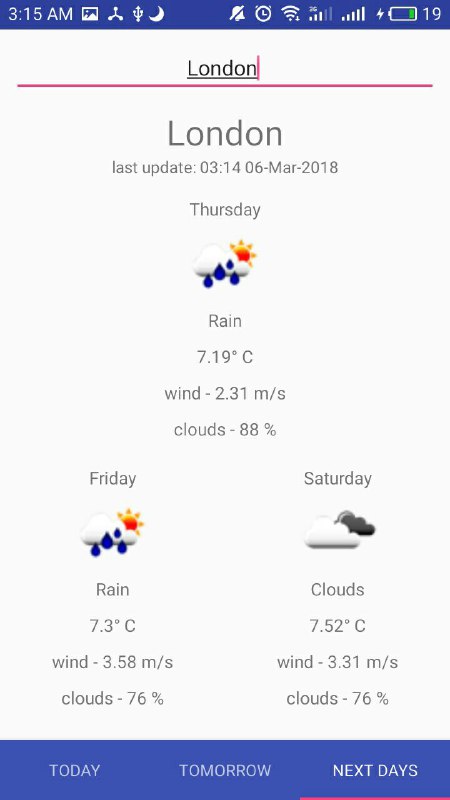 3:15 AM 3G 19
London
London
last update: 03:14 06-Mar-2018
Thursday
Rain
7.19° C
wind - 2.31 m/s
clouds - 88 %
Friday Saturday
Rain Clouds
7.3° C 7.52° C
wind - 3.58 m/s wind - 3.31 m/s
clouds - 76 % clouds - 76 %
TODAY TOMORROW NEXT DAYS